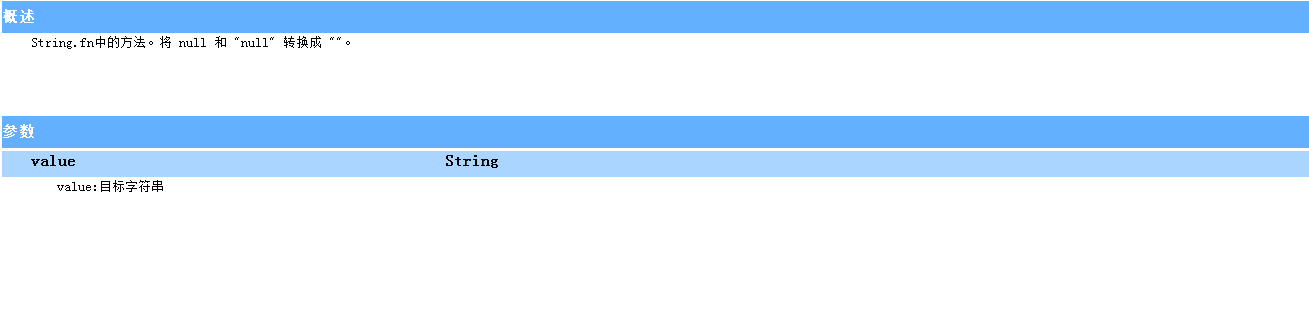 概述
String.fn中的方法。将 null 和 "null" 转换成 ""。
参数
value String
value:目标字符串